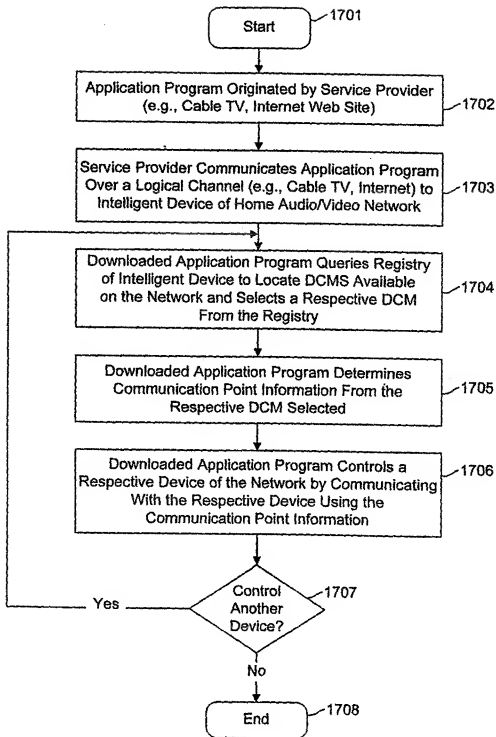 Start
1701
Application Program Originated by Service Provider
(e.g., Cable TV, Internet Web Site)
1702
Service Provider Communicates Application Program
Over a Logical Channel (e.g., Cable TV, Internet) to
Intelligent Device of Home Audio/Video Network
1703
Downloaded Application Program Queries Registry
of Intelligent Device to Locate DCMS Available
on the Network and Selects a Respective DCM
From the Registry
1704
Downloaded Application Program Determines
Communication Point Information From the
Respective DCM Selected
1705
Downloaded Application Program Controls a
Respective Device of the Network by Communicating
With the Respective Device Using the
Communication Point Information
1706
Control
Another
Device?
1707
Yes
No
End
1708